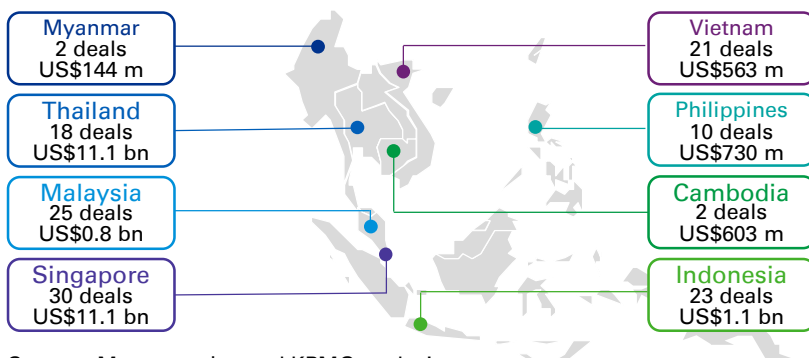 Myanmar
2 deals
US$144 m
Thailand
18 deals
US$11.1 bn
Malaysia
25 deals
US$0.8 bn
Singapore
30 deals
US$11.1 bn
Vietnam
21 deals
US$563 m
Philippines
10 deals
US$730 m
Cambodia
2 deals
US$603 m
Indonesia
23 deals
US$1.1 bn